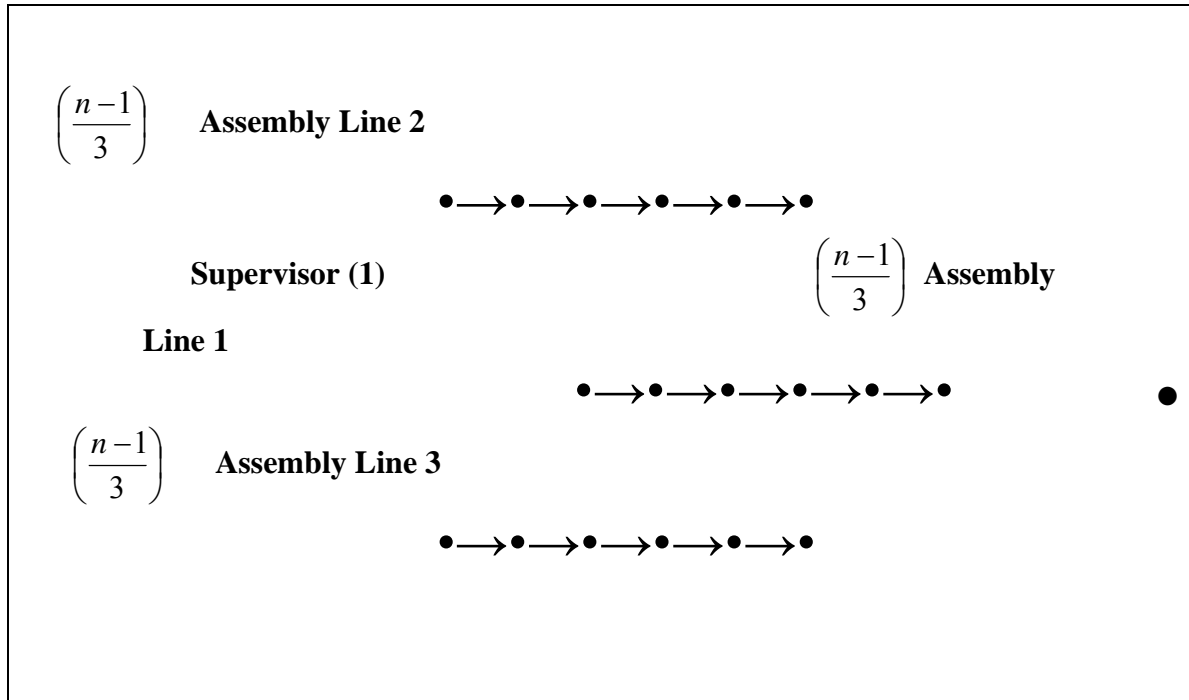 (n−1 / 3) Assembly Line 2
Supervisor (1) (n−1 / 3) Assembly
Line 1
(n−1 / 3) Assembly Line 3